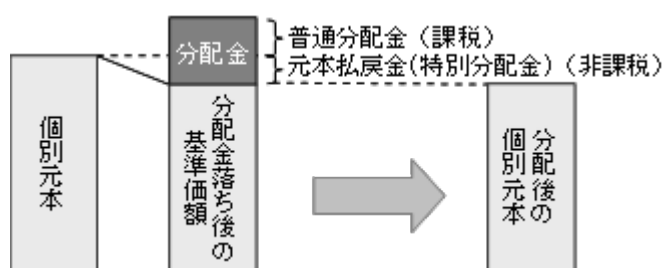 普通分配金（課税）
分配金
元本払戻金(特別分配金)（非課税）
個別元本
分配金落ち後の
基準価額
分配後の
個別元本